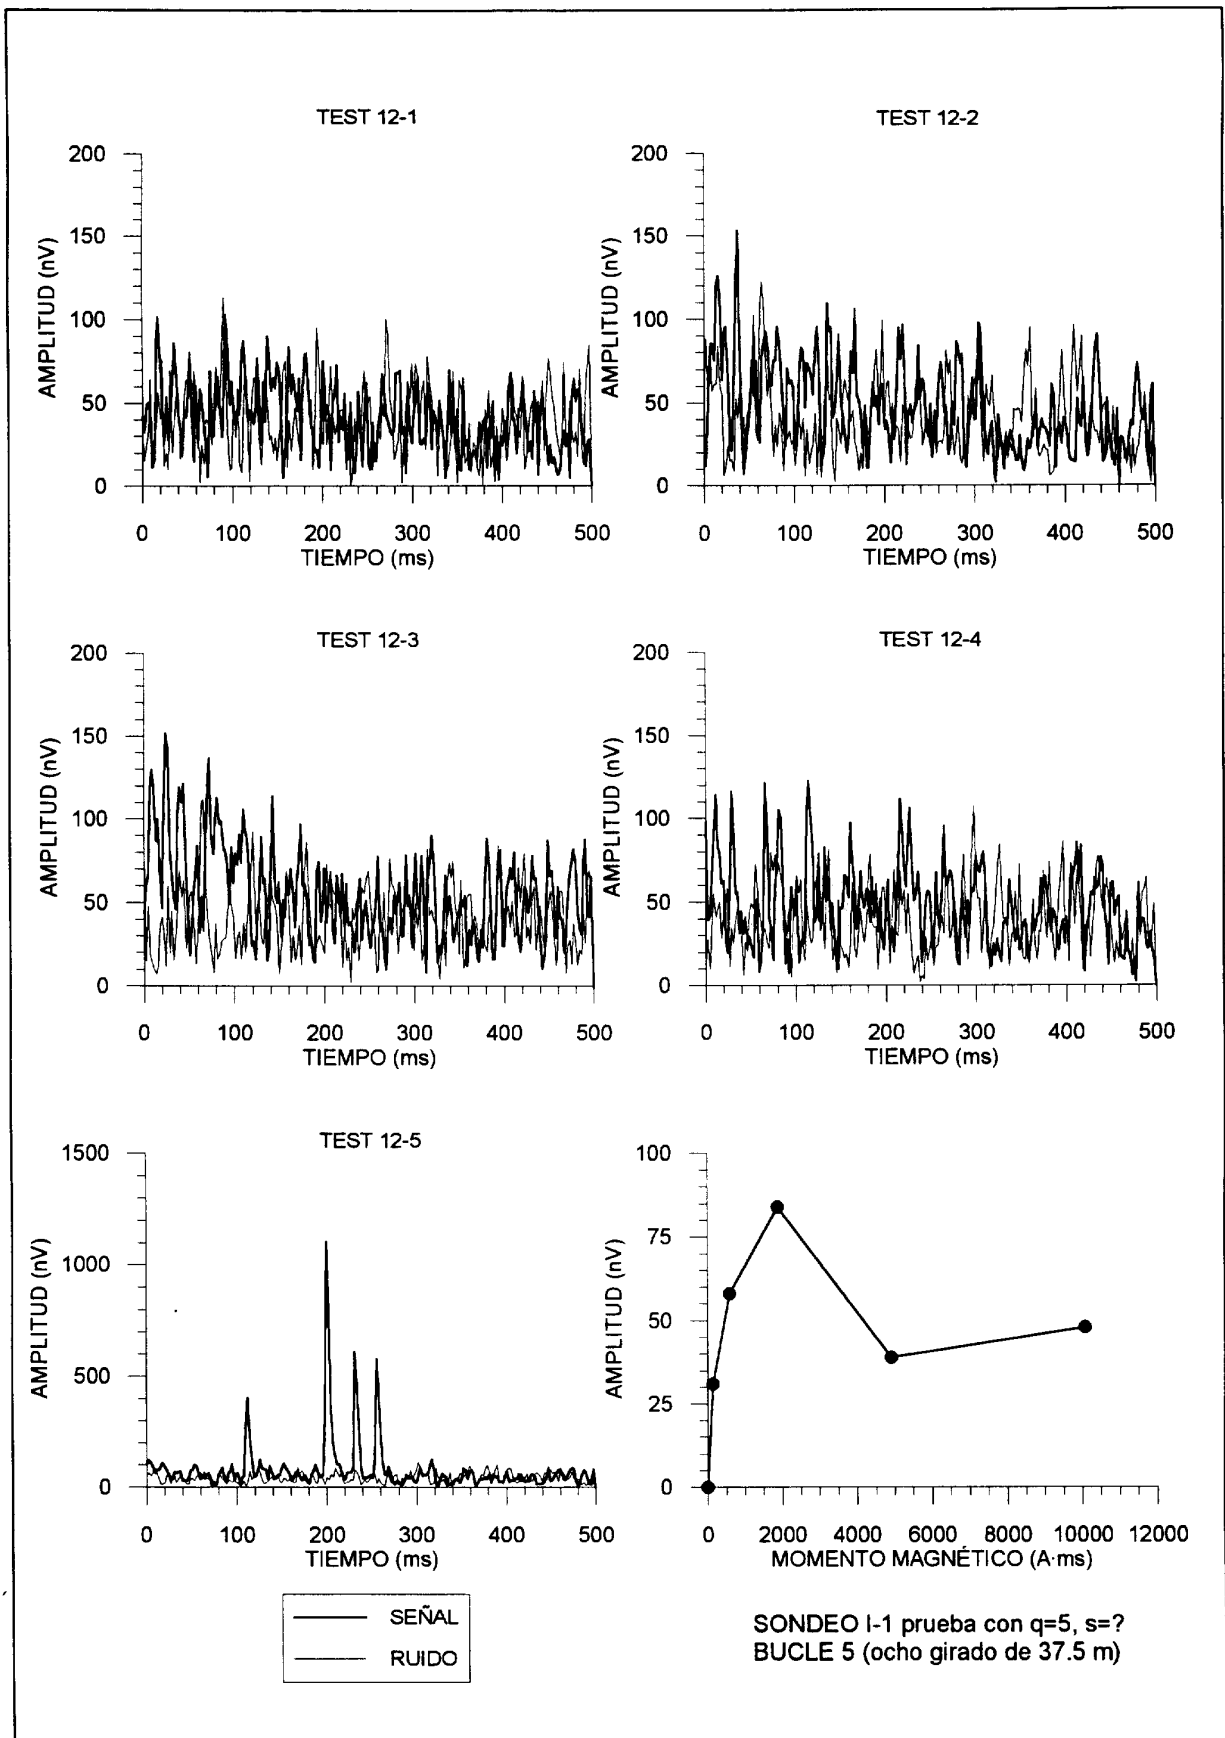 TEST 12-1
200
150
100
50
0
AMPLITUD (nV)
0 100 200 300 400 500
TIEMPO (ms)
TEST 12-2
200
150
100
50
0
AMPLITUD (nV)
0 100 200 300 400 500
TIEMPO (ms)
TEST 12-3
200
150
100
50
0
AMPLITUD (nV)
0 100 200 300 400 500
TIEMPO (ms)
TEST 12-4
200
150
100
50
0
AMPLITUD (nV)
0 100 200 300 400 500
TIEMPO (ms)
TEST 12-5
1500
1000
500
0
AMPLITUD (nV)
0 100 200 300 400 500
TIEMPO (ms)
100
75
50
25
0
AMPLITUD (nV)
0 2000 4000 6000 8000 10000 12000
MOMENTO MAGNÉTICO (A·ms)
SEÑAL
RUIDO
SONDEO I-1 prueba con q=5, s=?
BUCLE 5 (ocho girado de 37.5 m)